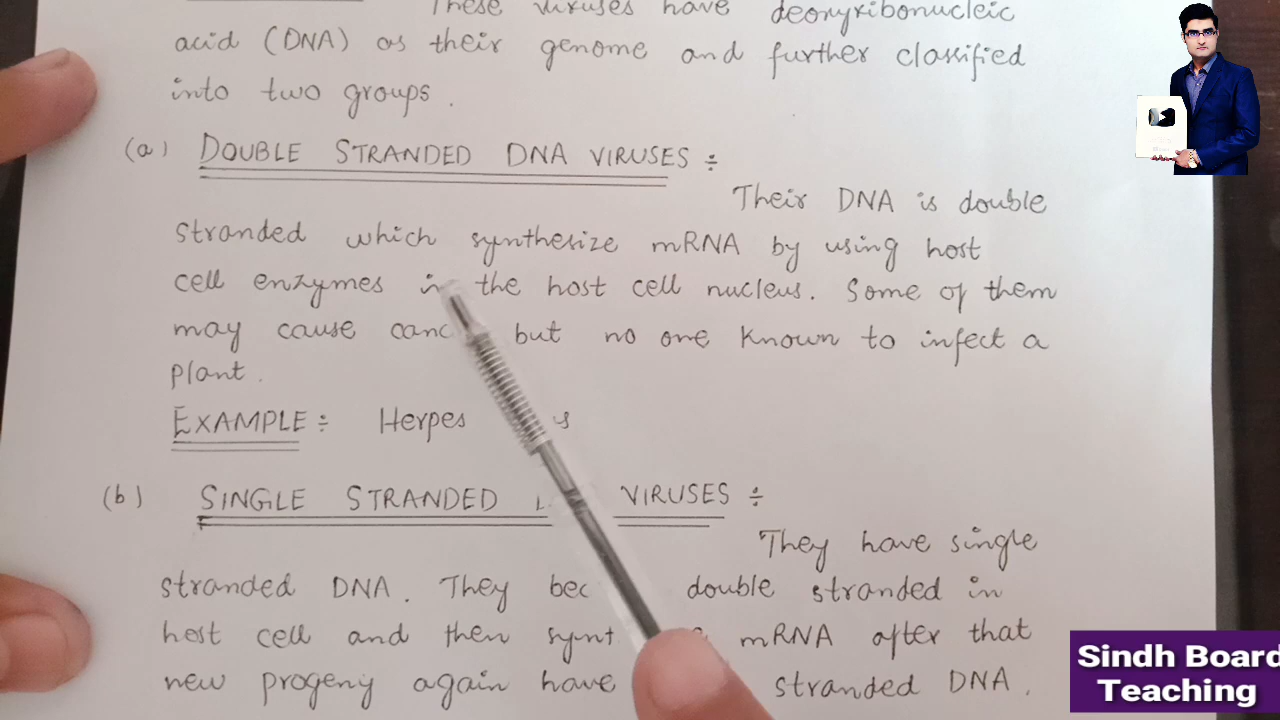 These viruses have deoxyribonucleic
acid (DNA) as their genome and further classified
into two groups.
(a) DOUBLE STRANDED DNA VIRUSES ÷
Their DNA is double
stranded which synthesize mRNA by using host
cell enzymes in the host cell nucleus. Some of them
may cause canc but no one known to infect a
plant.
EXAMPLE ÷ Herpes
(b) SINGLE STRANDED VIRUSES ÷
They have single
stranded DNA. They bec double stranded in
host cell and then synt mRNA after that
new progeny again have stranded DNA.
Sindh Board
Teaching